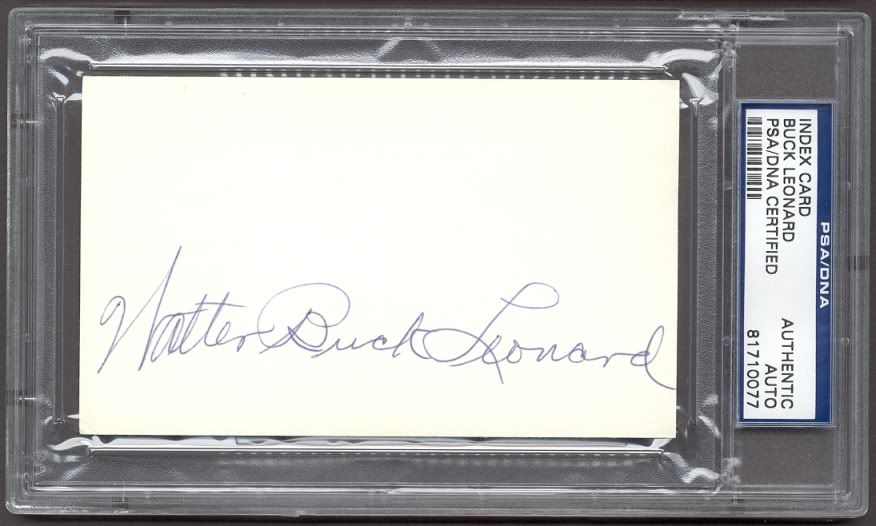 Walter Buck Leonard
PSA/DNA
INDEX CARD
BUCK LEONARD
PSA/DNA CERTIFIED
AUTHENTIC
AUTO
81710077